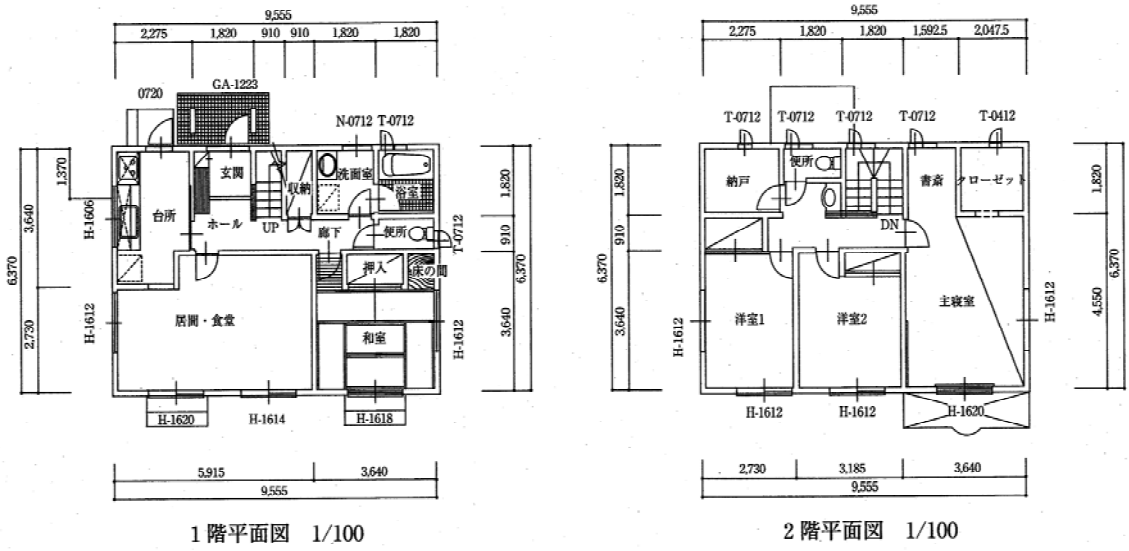 9,555
2,275 1,820 910 910 1,820 1,820
GA-1223
0720
N-0712 T-0712
1,370
3,640
6,370
2,730
H-1606
H-1612
台所
玄関
ホール
UP
収納
洗面室
浴室
廊下
便所
T-0712
押入
床の間
居間・食堂
和室
1,820
910
3,640
6,370
H-1612
H-1620
H-1614
H-1618
5,915 3,640
9,555
1階平面図 1/100
9,555
2,275 1,820 1,820 1,592.5 2,047.5
T-0712 T-0712 T-0712 T-0712 T-0412
1,820
910
3,640
6,370
納戸
便所
書斎
クローゼット
DN
洋室1
洋室2
主寝室
H-1612
H-1612
1,820
4,550
6,370
H-1612
H-1612
H-1620
2,730 3,185 3,640
9,555
2階平面図 1/100